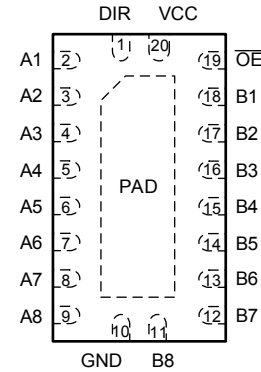 DIR VCC
1 20
A1 2 19 OE
A2 3 18 B1
A3 4 17 B2
A4 5 16 B3
A5 6 PAD 15 B4
A6 7 14 B5
A7 8 13 B6
A8 9 12 B7
10 11
GND B8